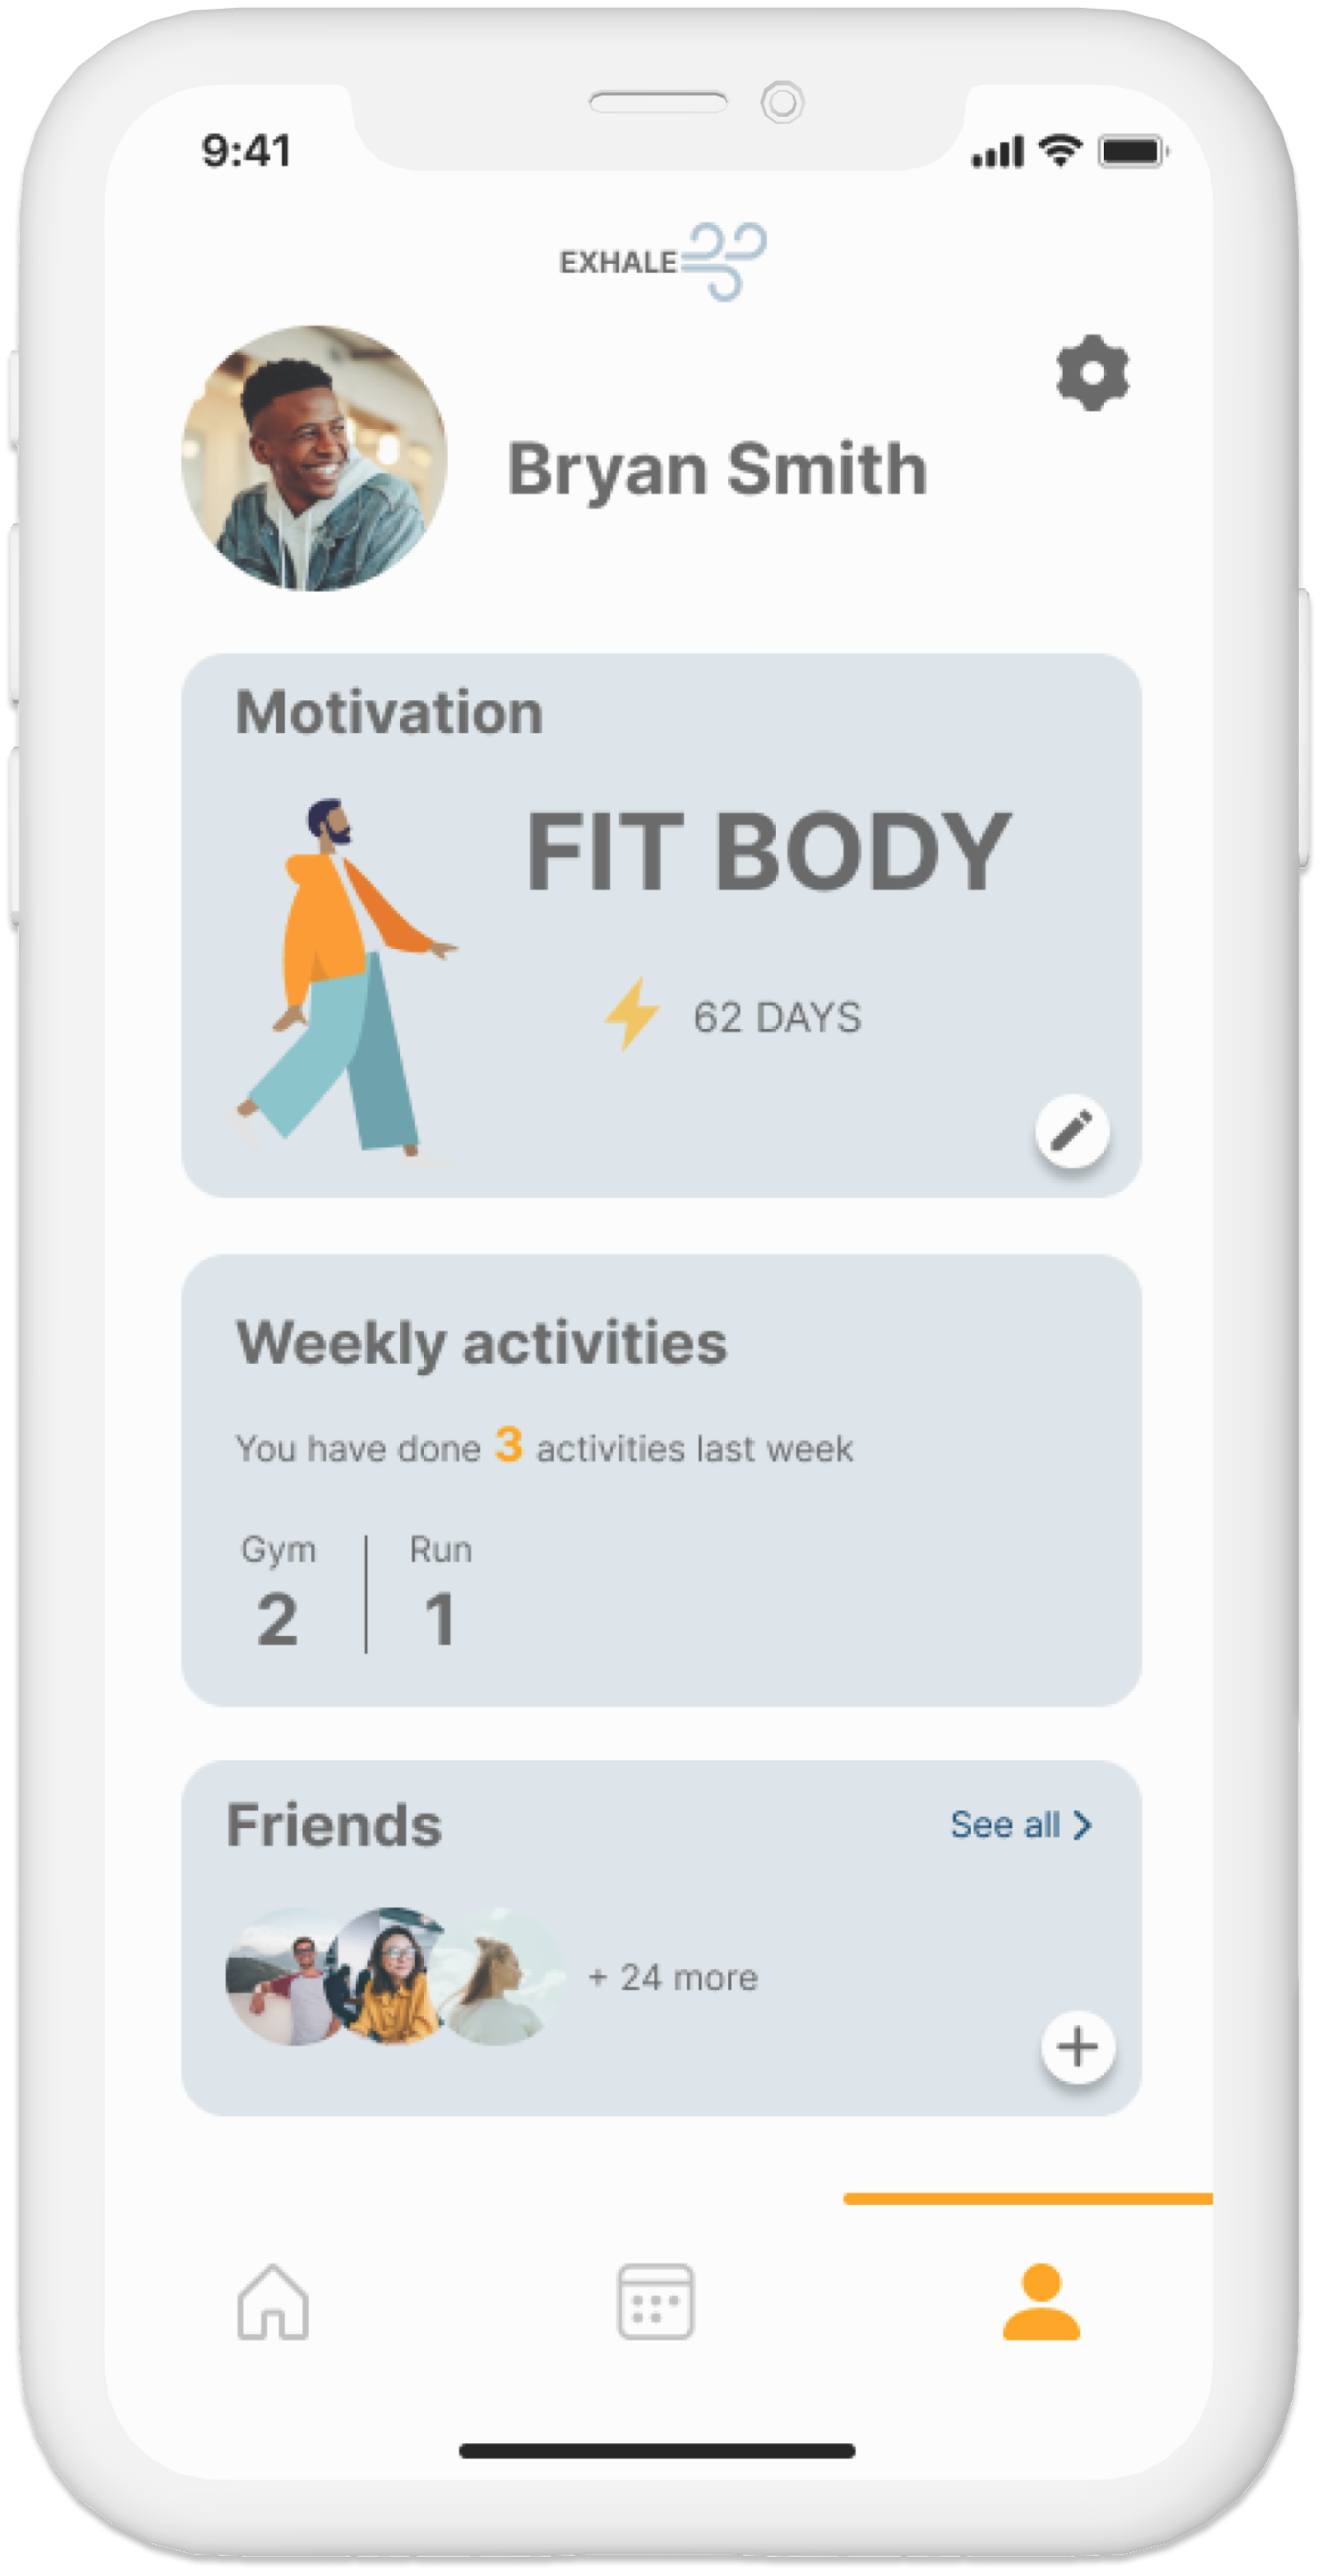 9:41
EXHALE
Bryan Smith
Motivation
FIT BODY
62 DAYS
Weekly activities
You have done 3 activities last week
Gym Run
2 1
Friends See all >
+ 24 more